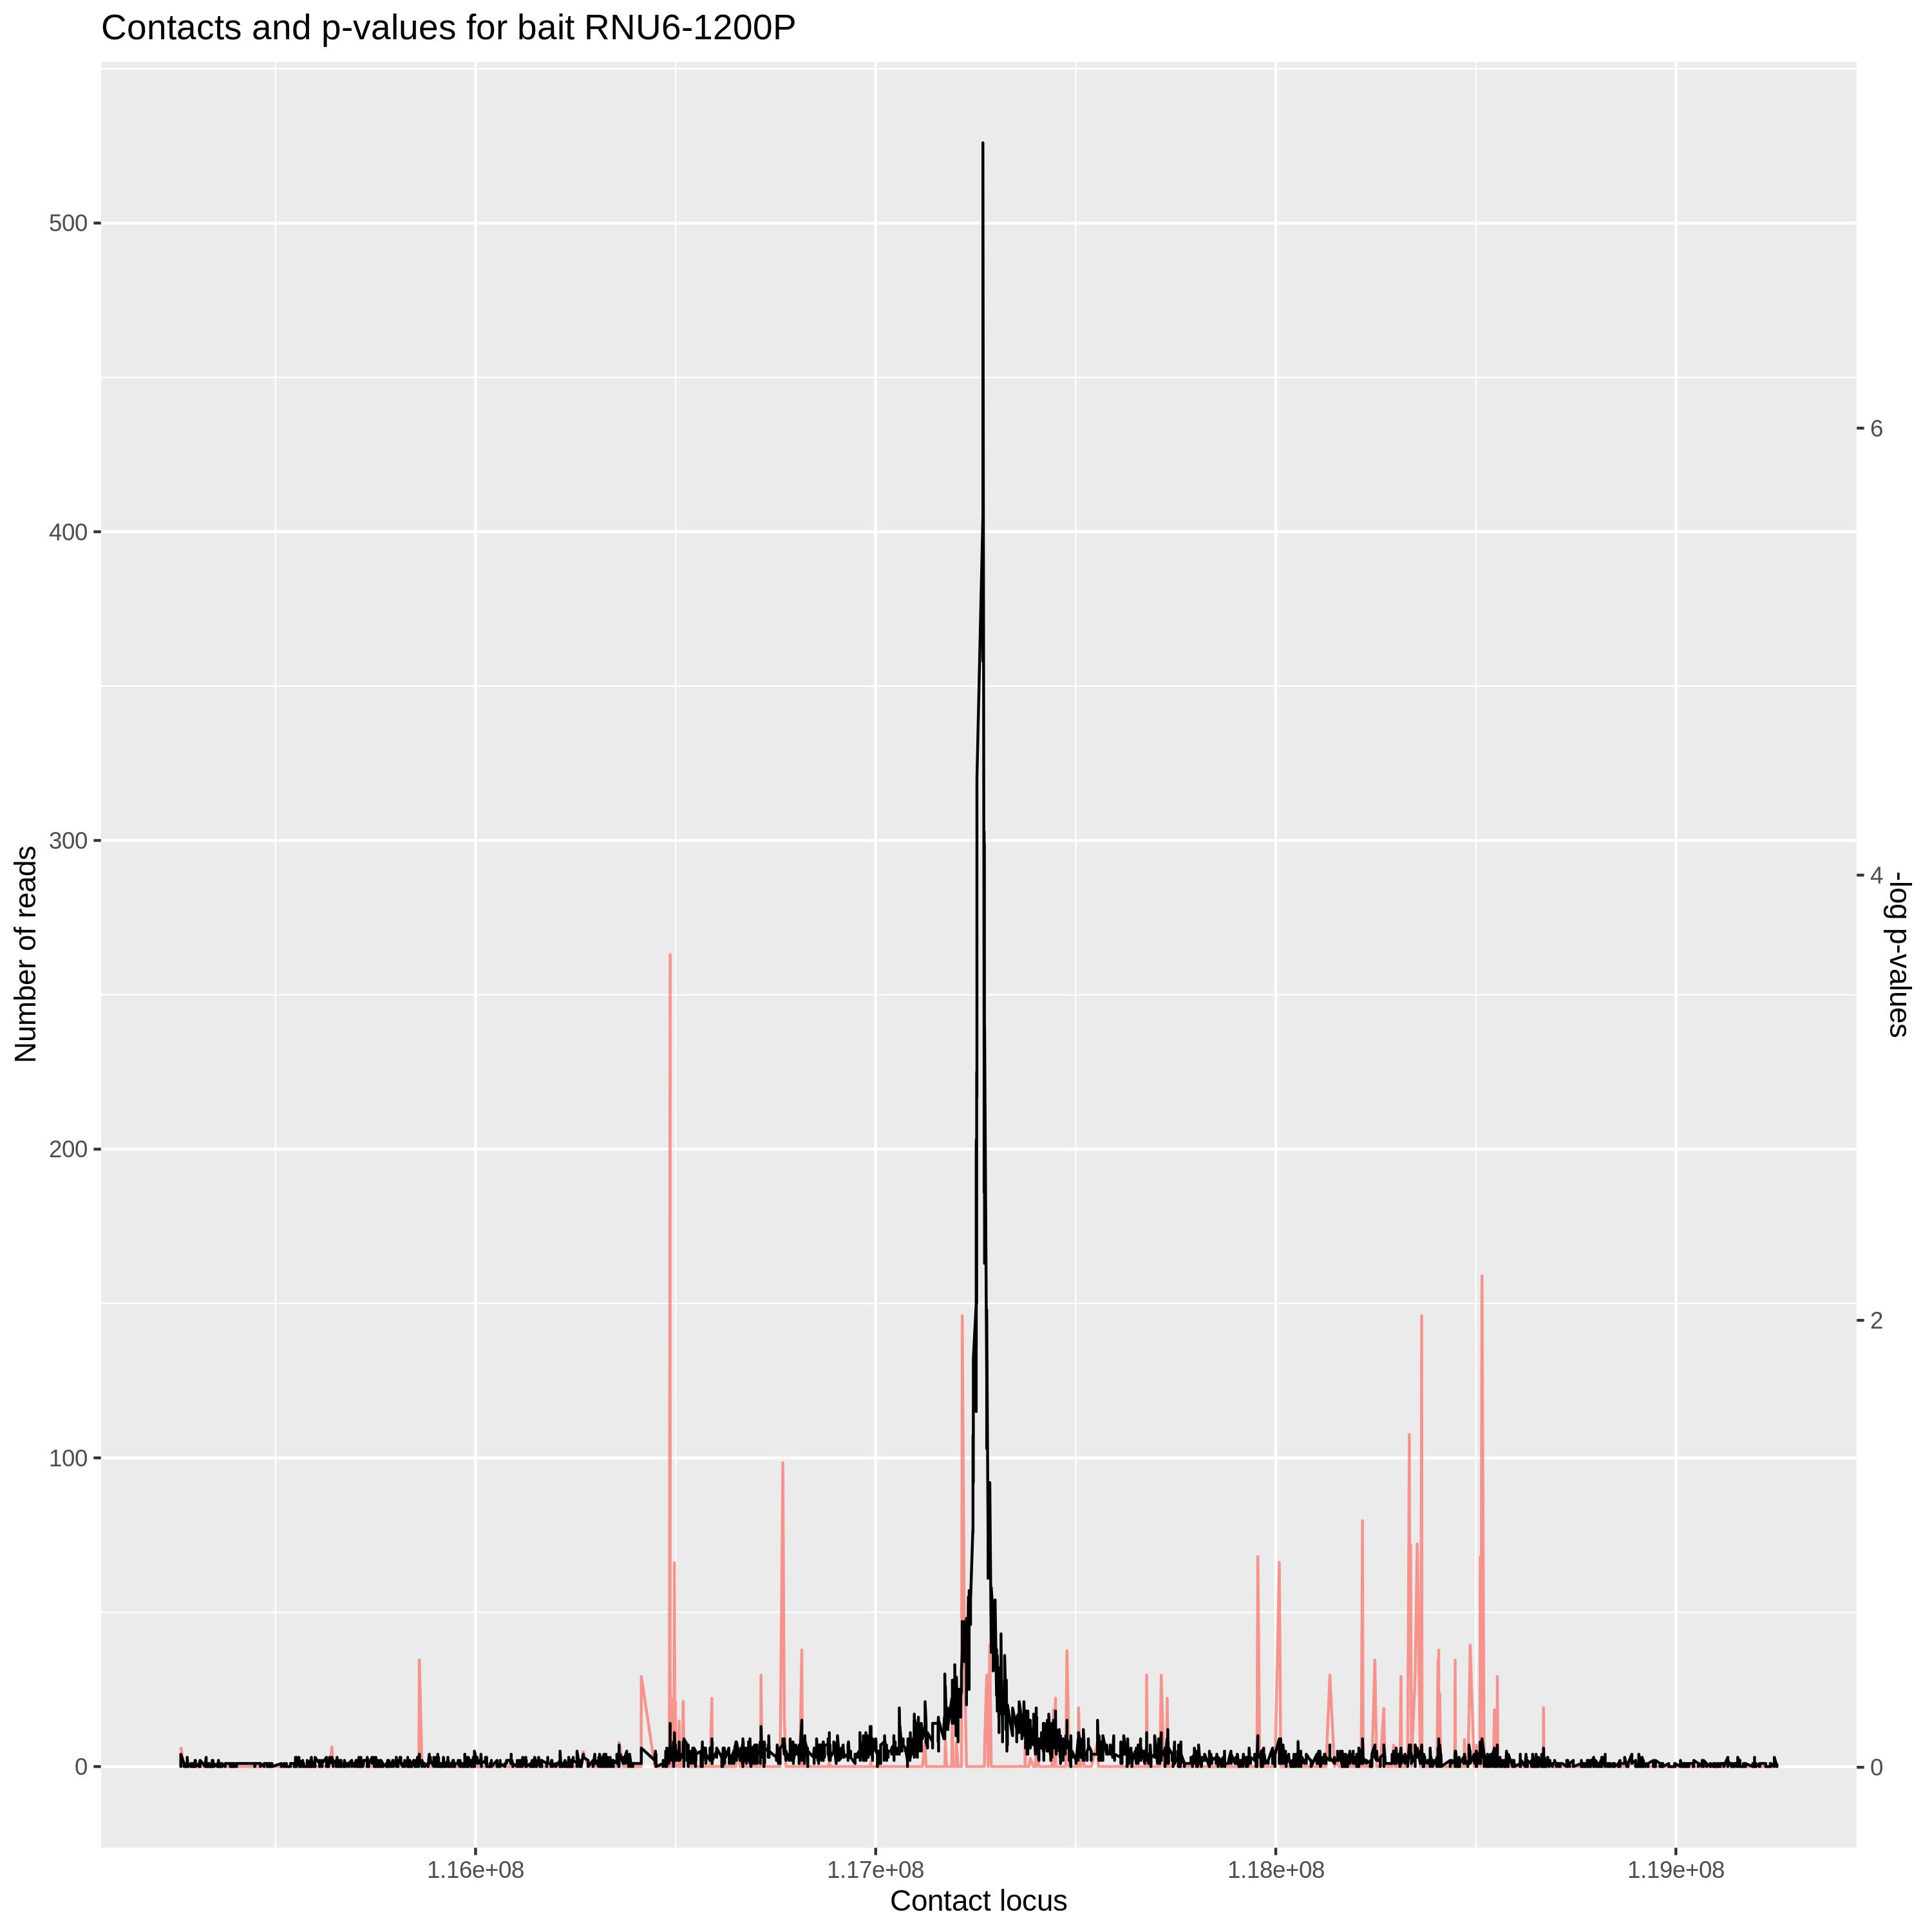 Contacts and p-values for bait RNU6-1200P
Number of reads
500
400
300
200
100
0
6
4
2
0
-log p-values
1.16e+08
1.17e+08
1.18e+08
1.19e+08
Contact locus